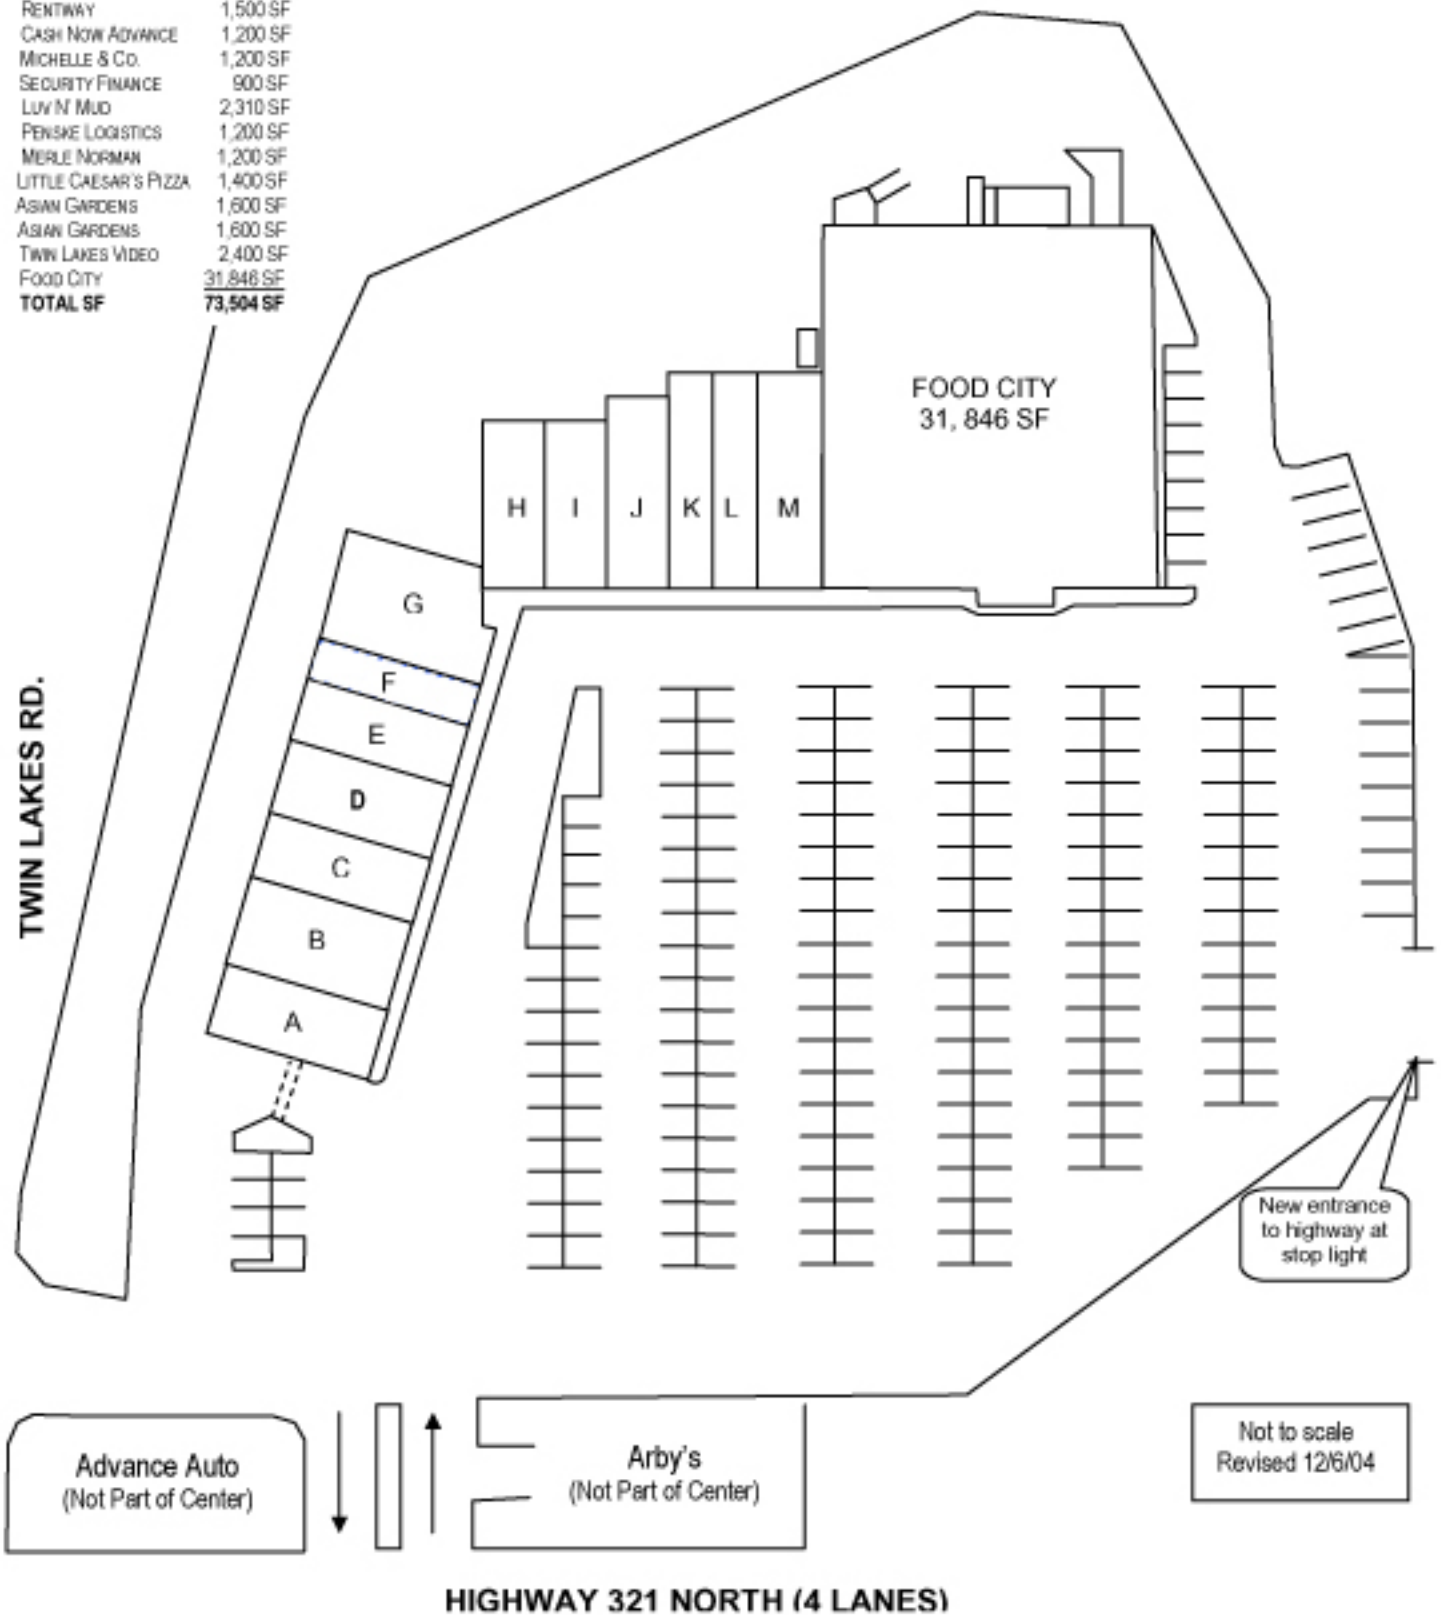 RENTWAY 1,500 SF
CASH NOW ADVANCE 1,200 SF
MICHELLE & CO. 1,200 SF
SECURITY FINANCE 900 SF
LUV N' MUD 2,310 SF
PENSKE LOGISTICS 1,200 SF
MERLE NORMAN 1,200 SF
LITTLE CAESAR'S PIZZA 1,400 SF
ASIAN GARDENS 1,600 SF
ASIAN GARDENS 1,600 SF
TWIN LAKES VIDEO 2,400 SF
FOOD CITY 31,846 SF
TOTAL SF 73,504 SF
FOOD CITY
31, 846 SF
H I J K L M
G
F
E
D
C
B
A
TWIN LAKES RD.
New entrance
to highway at
stop light
Advance Auto
(Not Part of Center)
Arby's
(Not Part of Center)
Not to scale
Revised 12/6/04
HIGHWAY 321 NORTH (4 LANES)